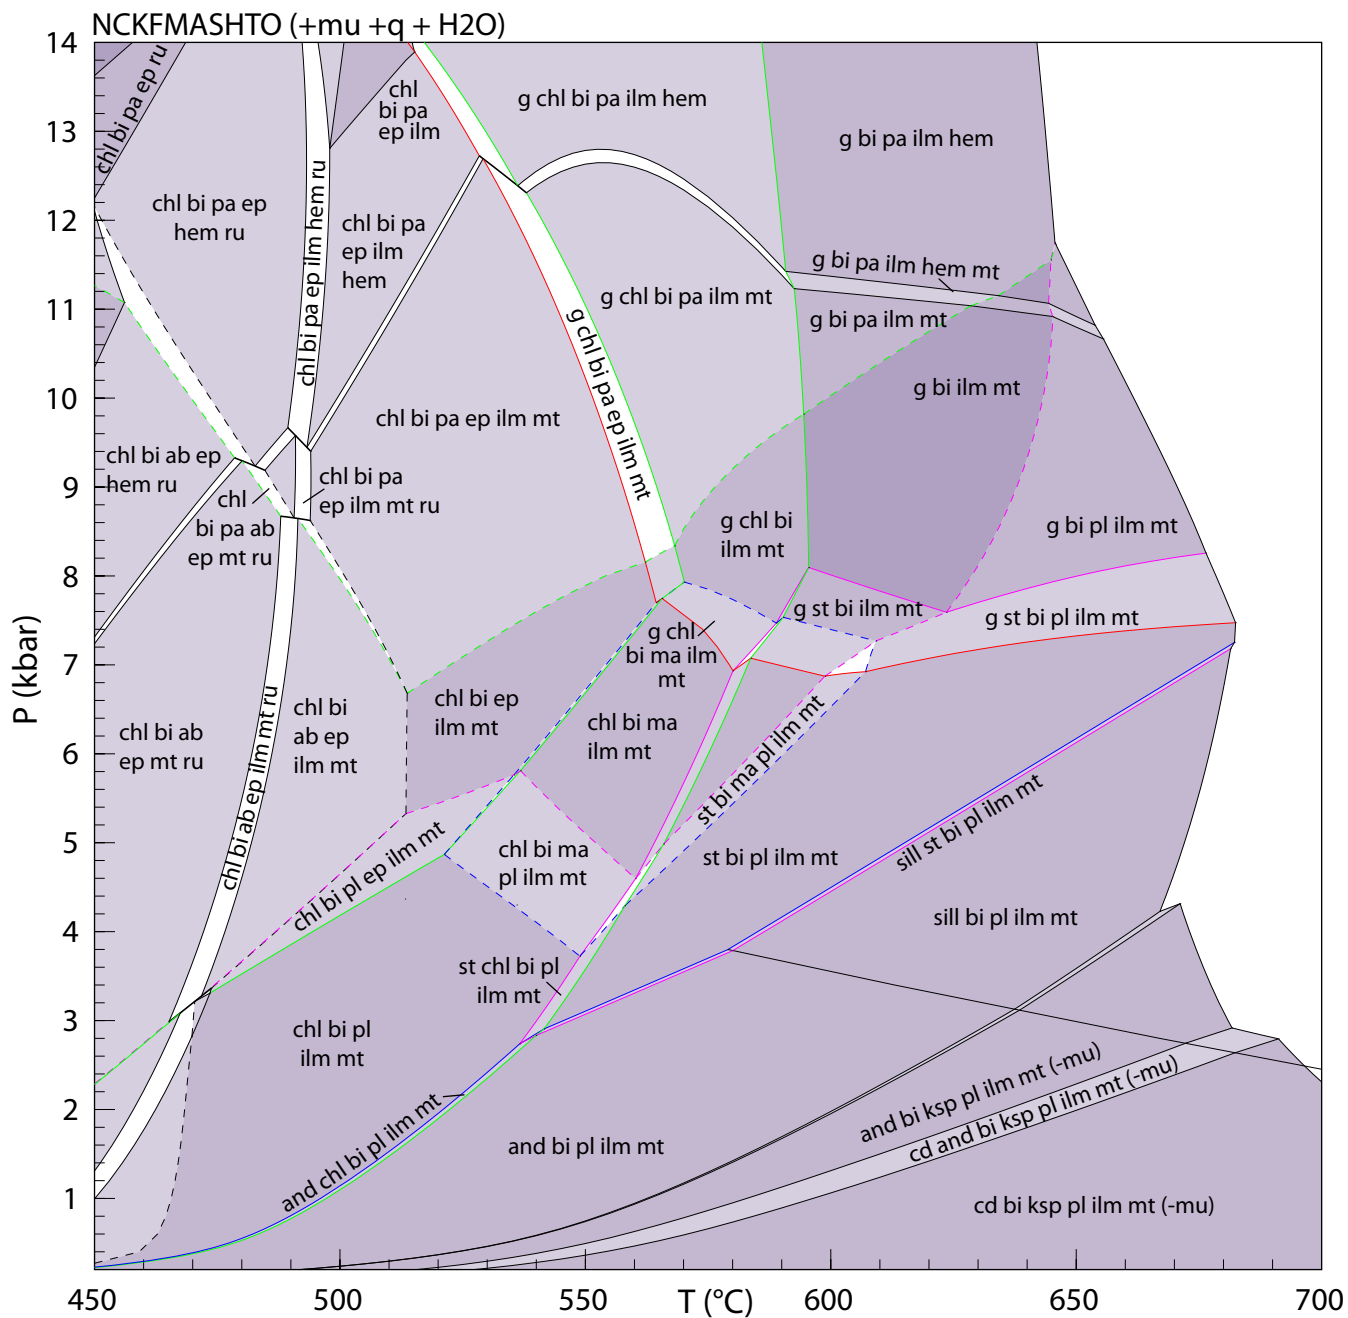 NCKFMASHTO (+mu +q + H2O)
14
13
12
11
10
9
8
7
6
5
4
3
2
1
P (kbar)
450
500
550
T (°C)
600
650
700
chl bi pa ep ru
chl bi pa ep
hem ru
chl bi pa ep ilm hem ru
chl
bi pa
ep ilm
chl bi pa
ep ilm
hem
g chl bi pa ilm hem
g bi pa ilm hem
g bi pa ilm hem mt
g chl bi pa ilm mt
g bi pa ilm mt
g chl bi pa ep ilm mt
g bi ilm mt
chl bi pa ep ilm mt
chl bi ab ep
hem ru
chl
bi pa ab
ep mt ru
chl bi pa
ep ilm mt ru
g chl bi
ilm mt
g bi pl ilm mt
g st bi ilm mt
g st bi pl ilm mt
g chl
bi ma ilm
mt
chl bi ab
ep mt ru
chl bi ab ep ilm mt ru
chl bi
ab ep
ilm mt
chl bi ep
ilm mt
chl bi ma
ilm mt
st bi ma pl ilm mt
chl bi pl ep ilm mt
chl bi ma
pl ilm mt
st bi pl ilm mt
sill st bi pl ilm mt
sill bi pl ilm mt
st chl bi pl
ilm mt
chl bi pl
ilm mt
and chl bi pl ilm mt
and bi pl ilm mt
and bi ksp pl ilm mt (-mu)
cd and bi ksp pl ilm mt (-mu)
cd bi ksp pl ilm mt (-mu)